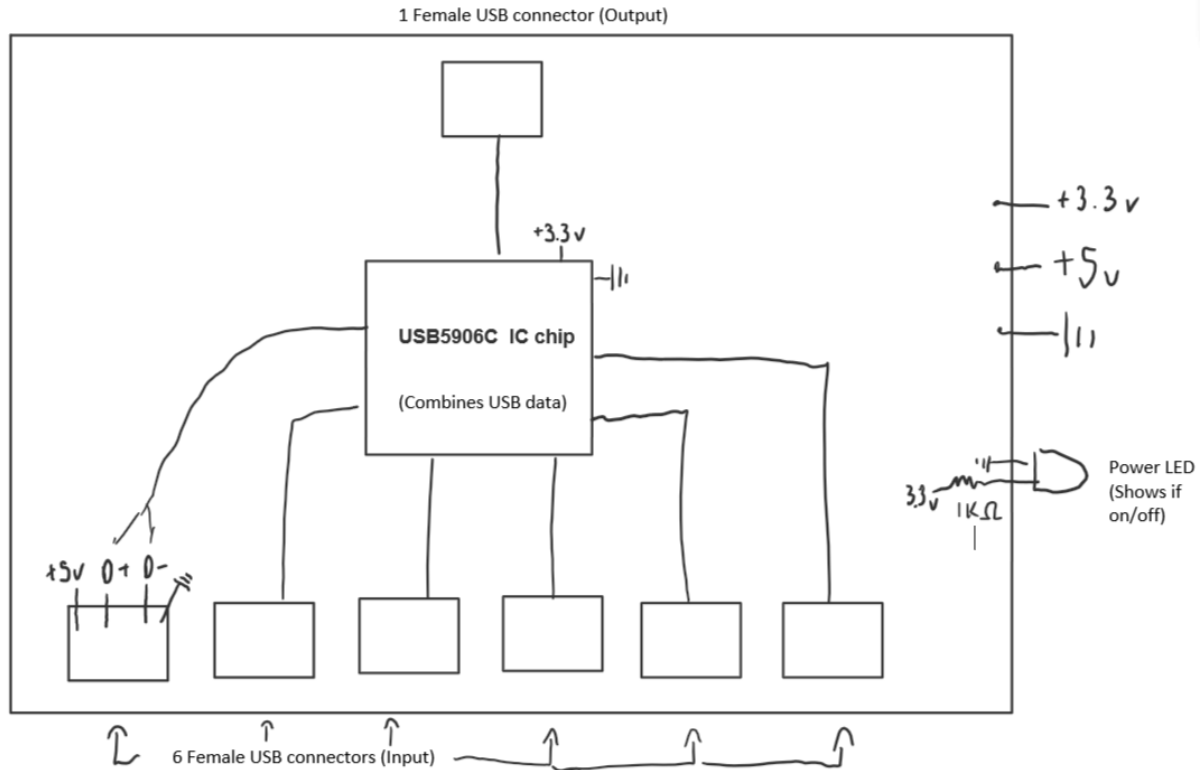 1 Female USB connector (Output)
+3.3v
+3.3v
+5v
USB5906C IC chip
(Combines USB data)
Power LED
(Shows if
on/off)
3.3v
1KΩ
+5v D+ D-
6 Female USB connectors (Input)